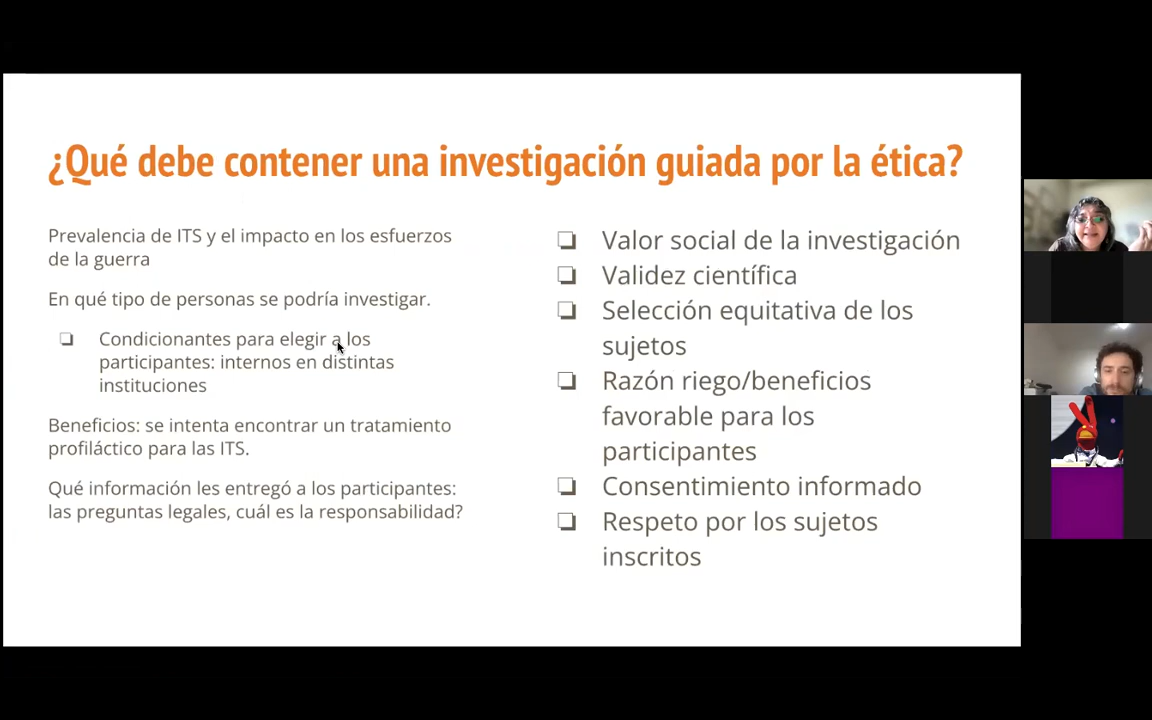 ¿Qué debe contener una investigación guiada por la ética?
Prevalencia de ITS y el impacto en los esfuerzos
de la guerra
En qué tipo de personas se podría investigar.
Condicionantes para elegir a los
participantes: internos en distintas
instituciones
Beneficios: se intenta encontrar un tratamiento
profiláctico para las ITS.
Qué información les entregó a los participantes:
las preguntas legales, cuál es la responsabilidad?
Valor social de la investigación
Validez científica
Selección equitativa de los
sujetos
Razón riego/beneficios
favorable para los
participantes
Consentimiento informado
Respeto por los sujetos
inscritos